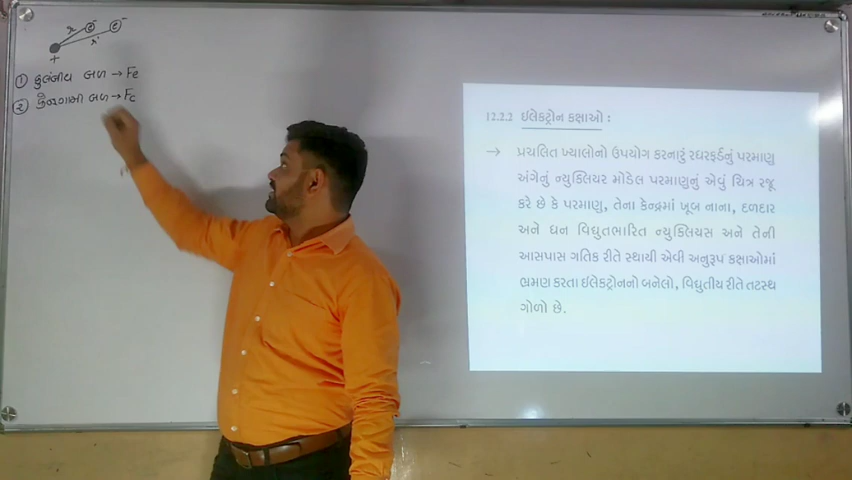 r e⁻ e⁻
r
+
① કુલંબીય બળ → Fe
② કેન્દ્રગામી બળ → Fc
12.2.2 ઈલેક્ટ્રોન કક્ષાઓ :
→ પ્રચલિત ખ્યાલોનો ઉપયોગ કરનારું રધરફર્ડનું પરમાણુ
અંગેનું ન્યુક્લિયર મોડેલ પરમાણુનું એવું ચિત્ર રજૂ
કરે છે કે પરમાણુ, તેના કેન્દ્રમાં ખૂબ નાના, દળદાર
અને ધન વિદ્યુતભારિત ન્યુક્લિયસ અને તેની
આસપાસ ગતિક રીતે સ્થાયી એવી અનુરૂપ કક્ષાઓમાં
ભ્રમણ કરતા ઈલેક્ટ્રોનનો બનેલો, વિદ્યુતીય રીતે તટસ્થ
ગોળો છે.